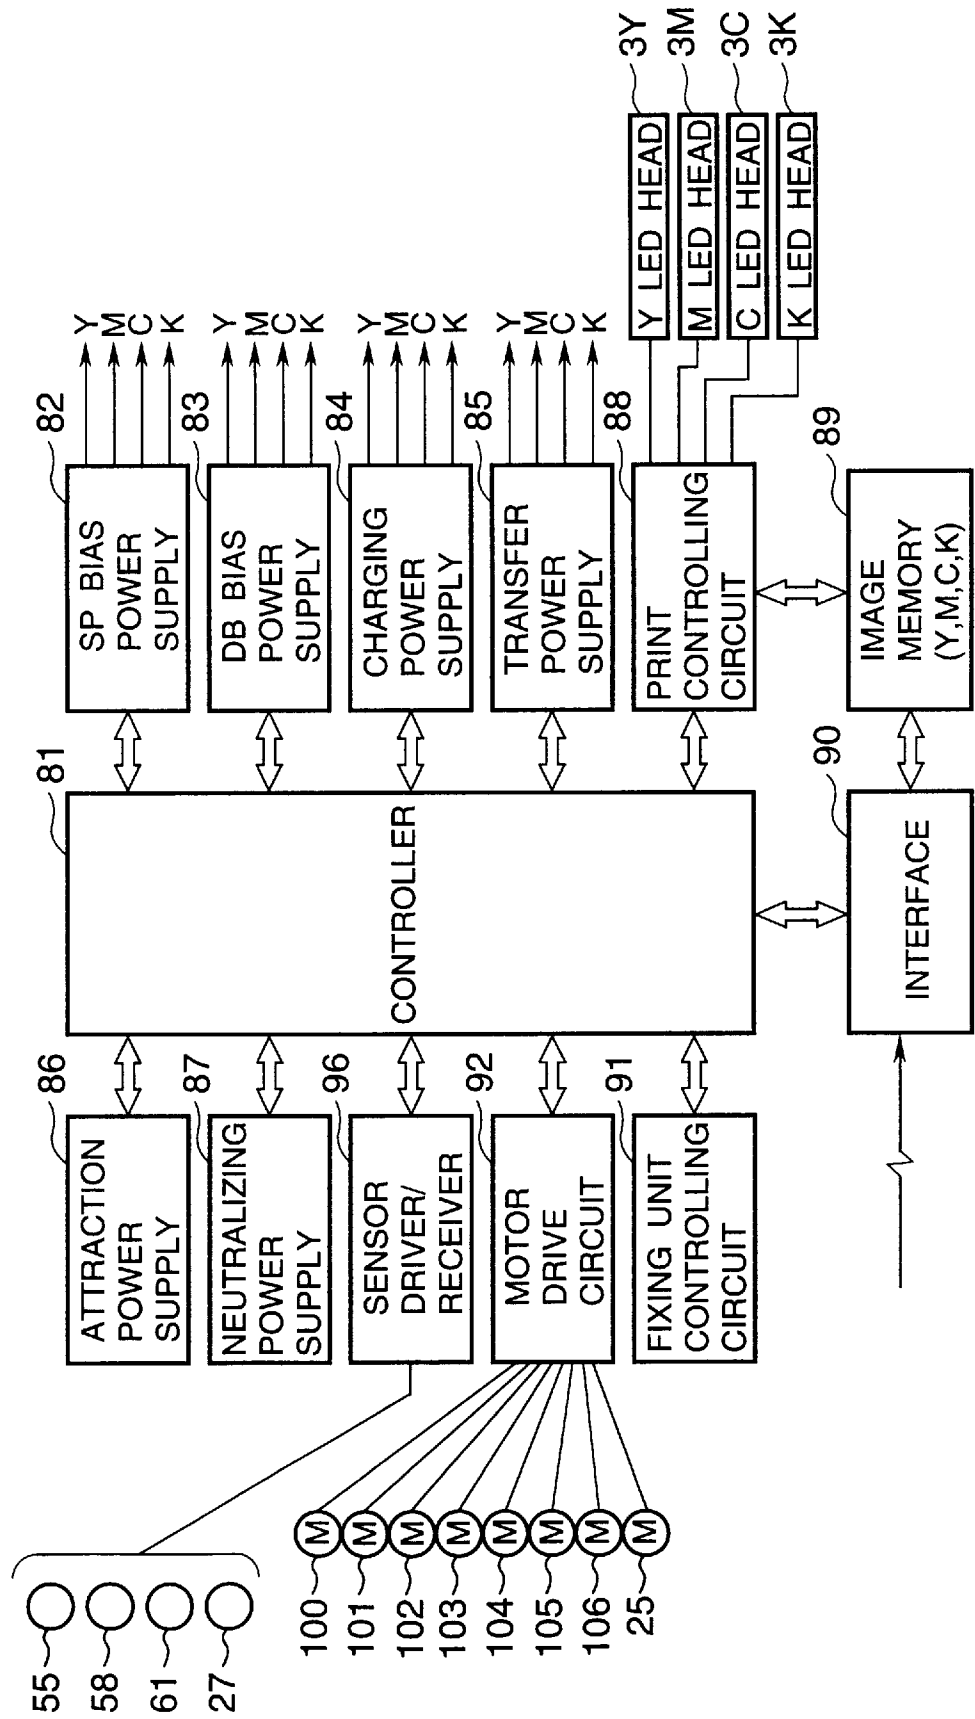 82
SP BIAS
POWER
SUPPLY
Y
M
C
K
83
DB BIAS
POWER
SUPPLY
Y
M
C
K
84
CHARGING
POWER
SUPPLY
Y
M
C
K
85
TRANSFER
POWER
SUPPLY
Y
M
C
K
88
PRINT
CONTROLLING
CIRCUIT
Y LED HEAD
3Y
M LED HEAD
3M
C LED HEAD
3C
K LED HEAD
3K
89
IMAGE
MEMORY
(Y,M,C,K)
90
INTERFACE
81
CONTROLLER
86
ATTRACTION
POWER
SUPPLY
87
NEUTRALIZING
POWER
SUPPLY
96
SENSOR
DRIVER/
RECEIVER
92
MOTOR
DRIVE
CIRCUIT
91
FIXING UNIT
CONTROLLING
CIRCUIT
55
58
61
27
100
M
101
M
102
M
103
M
104
M
105
M
106
M
25
M